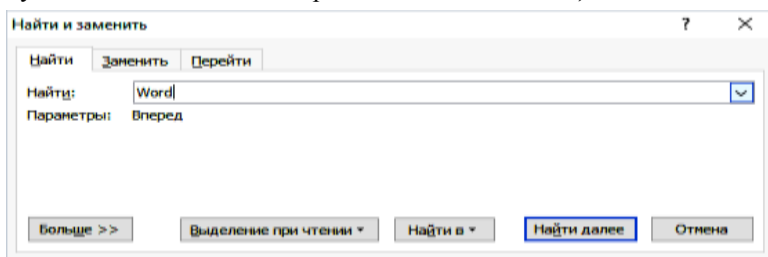 Найти и заменить ? ×
Найти Заменить Перейти
Найти: Word
Параметры: Вперед
Больше >> Выделение при чтении Найти в Найти далее Отмена